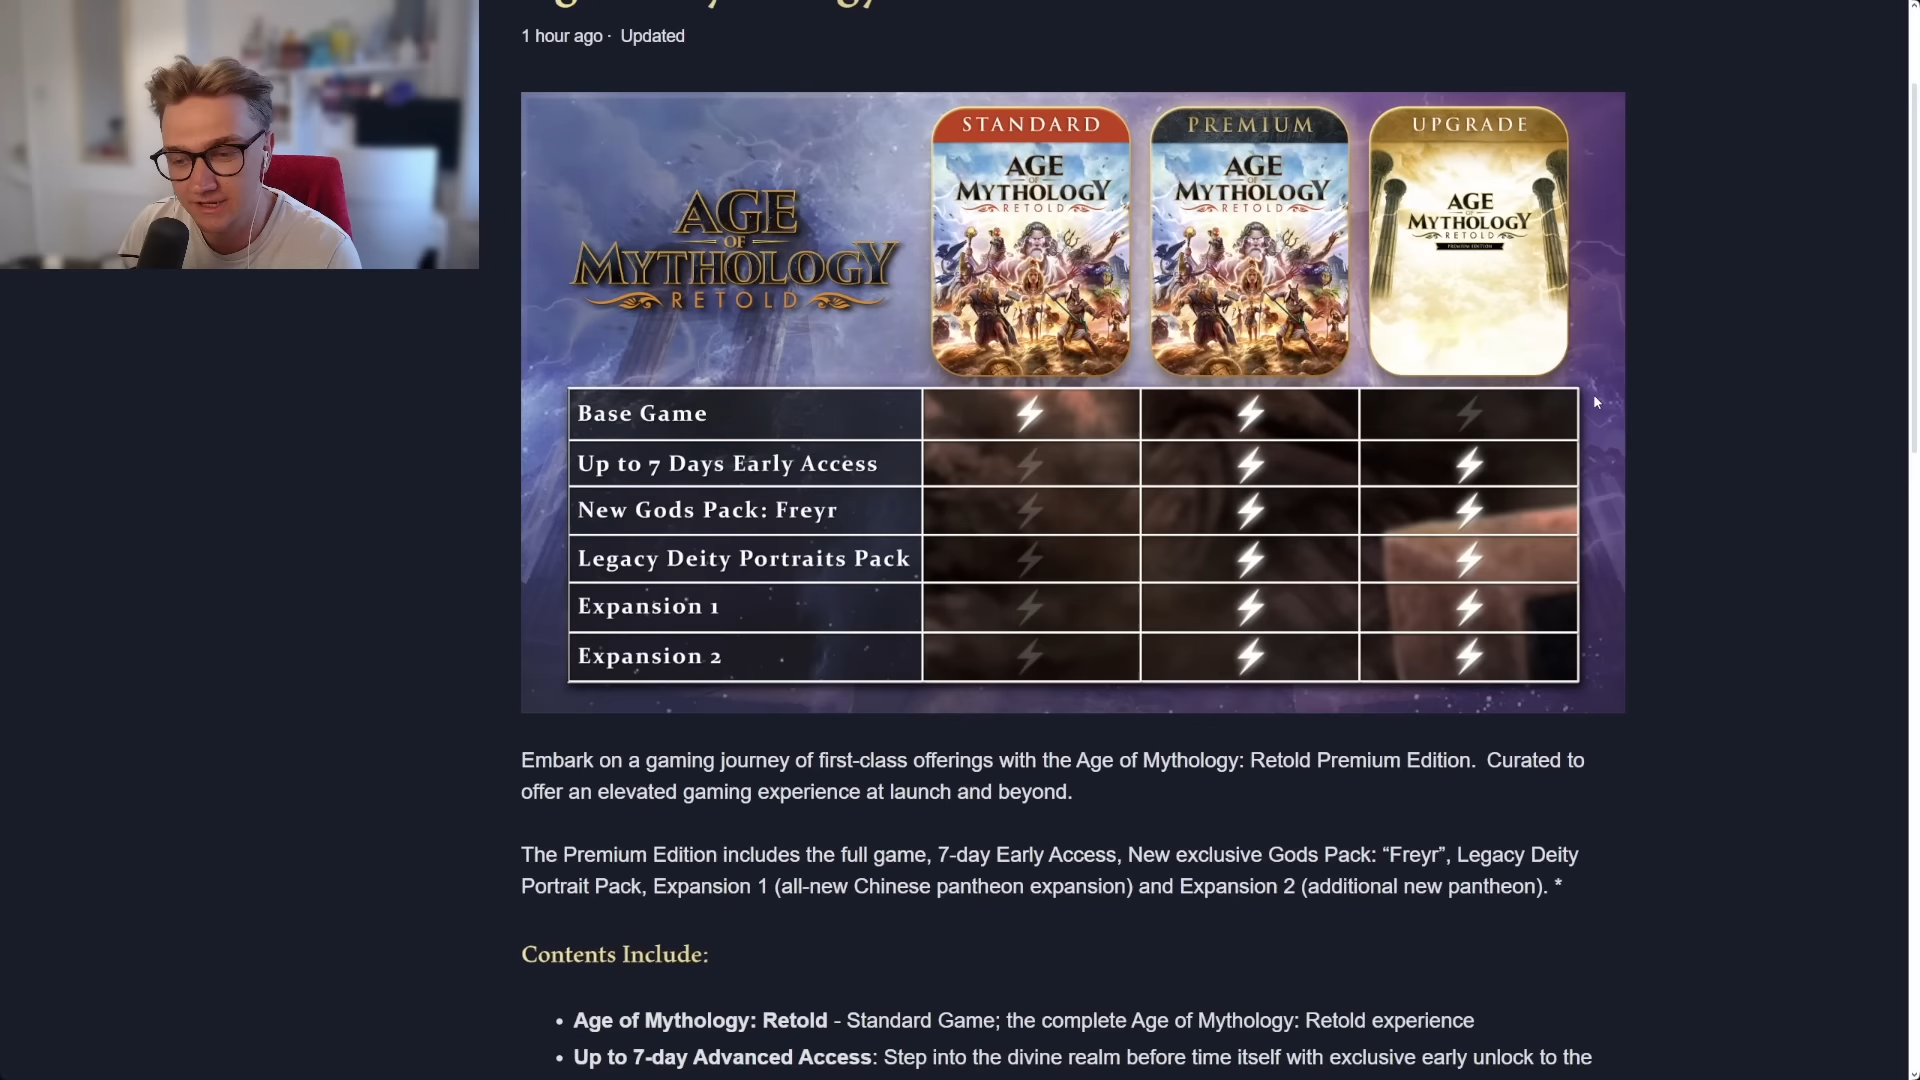 1 hour ago · Updated
STANDARD
PREMIUM
UPGRADE
AGE
OF
MYTHOLOGY
RETOLD
AGE
OF
MYTHOLOGY
RETOLD
AGE
OF
MYTHOLOGY
RETOLD
AGE
OF
MYTHOLOGY
RETOLD
PREMIUM EDITION
Base Game
Up to 7 Days Early Access
New Gods Pack: Freyr
Legacy Deity Portraits Pack
Expansion 1
Expansion 2
Embark on a gaming journey of first-class offerings with the Age of Mythology: Retold Premium Edition.  Curated to
offer an elevated gaming experience at launch and beyond.
The Premium Edition includes the full game, 7-day Early Access, New exclusive Gods Pack: “Freyr”, Legacy Deity
Portrait Pack, Expansion 1 (all-new Chinese pantheon expansion) and Expansion 2 (additional new pantheon). *
Contents Include:
• Age of Mythology: Retold - Standard Game; the complete Age of Mythology: Retold experience
• Up to 7-day Advanced Access: Step into the divine realm before time itself with exclusive early unlock to the